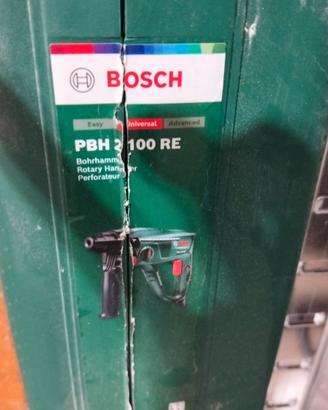 BOSCH
Easy Universal Advanced
PBH 2100 RE
Bohrhammer
Rotary Hammer
Perforateur